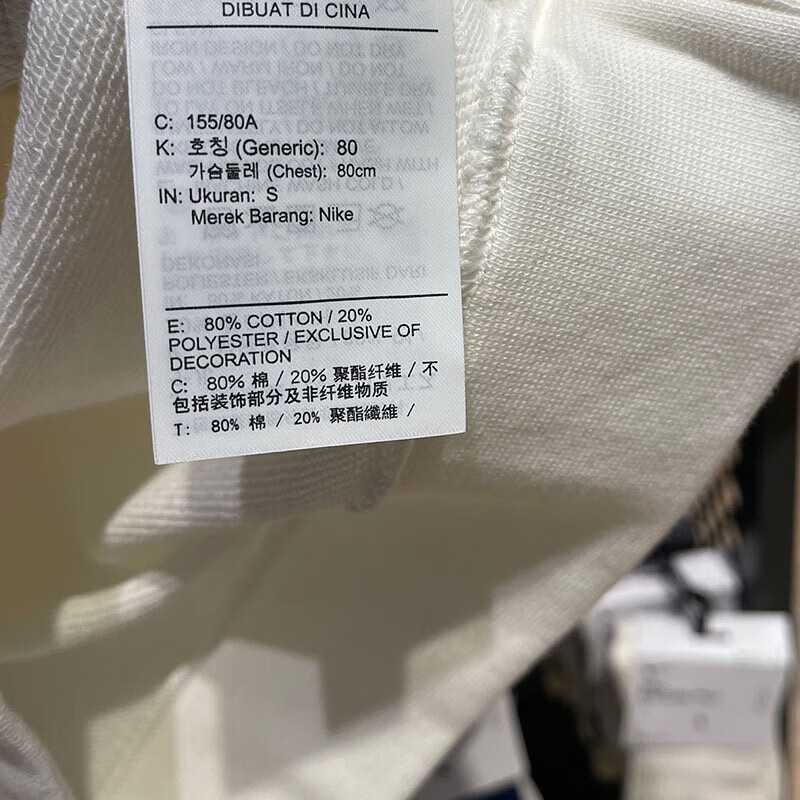 DIBUAT DI CINA
C: 155/80A
K: 호칭 (Generic): 80
가슴둘레 (Chest): 80cm
IN: Ukuran: S
Merek Barang: Nike
E: 80% COTTON / 20%
POLYESTER / EXCLUSIVE OF
DECORATION
C: 80% 棉 / 20% 聚酯纤维 / 不
包括装饰部分及非纤维物质
T: 80% 棉 / 20% 聚酯纖維 /